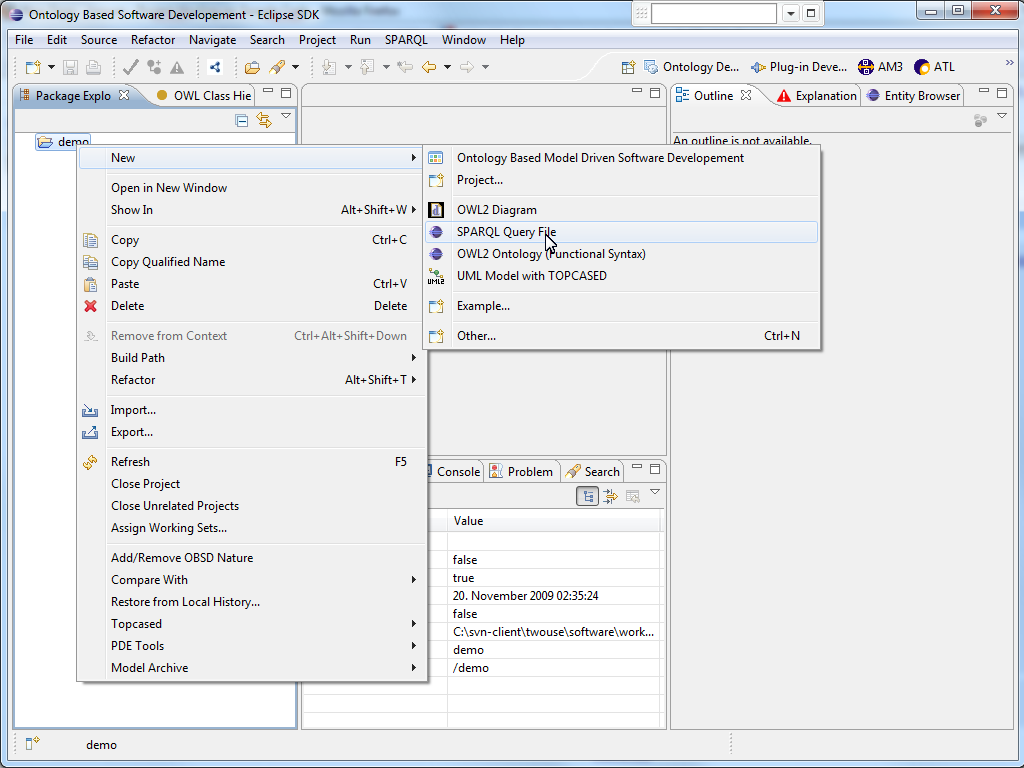 Ontology Based Software Developement - Eclipse SDK
File Edit Source Refactor Navigate Search Project Run SPARQL Window Help
Ontology De... Plug-in Deve... AM3 ATL
Package Explo OWL Class Hie Outline Explanation Entity Browser
demo
An outline is not available.
New
Open in New Window
Show In Alt+Shift+W
Copy Ctrl+C
Copy Qualified Name
Paste Ctrl+V
Delete Delete
Remove from Context Ctrl+Alt+Shift+Down
Build Path
Refactor Alt+Shift+T
Import...
Export...
Refresh F5
Close Project
Close Unrelated Projects
Assign Working Sets...
Add/Remove OBSD Nature
Compare With
Restore from Local History...
Topcased
PDE Tools
Model Archive
Ontology Based Model Driven Software Developement
Project...
OWL2 Diagram
SPARQL Query File
OWL2 Ontology (Functional Syntax)
UML Model with TOPCASED
Example...
Other... Ctrl+N
Console Problem Search
Value
false
true
20. November 2009 02:35:24
false
C:\svn-client\twouse\software\work...
demo
/demo
demo